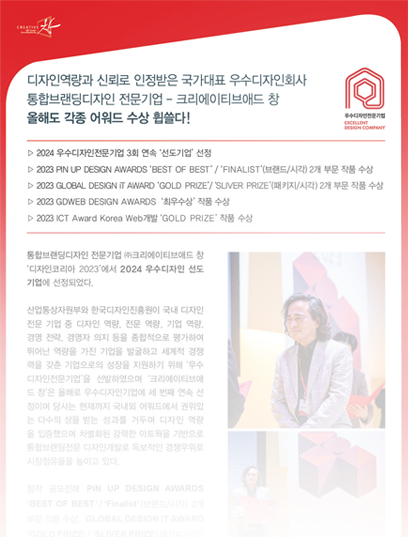 CREATIVE
디자인역량과 신뢰로 인정받은 국가대표 우수디자인회사
통합브랜딩디자인 전문기업 – 크리에이티브애드 창
올해도 각종 어워드 수상 휩쓸다!
우수디자인전문기업
EXCELLENT
DESIGN COMPANY
▷ 2024 우수디자인전문기업 3회 연속 ‘선도기업’ 선정
▷ 2023 PIN UP DESIGN AWARDS ‘BEST OF BEST’ / ‘FINALIST’(브랜드/시각) 2개 부문 작품 수상
▷ 2023 GLOBAL DESIGN iT AWARD ‘GOLD PRIZE’/ ‘SLIVER PRIZE’(패키지/시각) 2개 부문 작품 수상
▷ 2023 GDWEB DESIGN AWARDS ‘최우수상’ 작품 수상
▷ 2023 ICT Award Korea Web개발 ‘GOLD PRIZE’ 작품 수상
통합브랜딩디자인 전문기업 ㈜크리에이티브애드 창
‘디자인코리아 2023’에서 2024 우수디자인 선도
기업에 선정되었다.
산업통상자원부와 한국디자인진흥원이 국내 디자인
전문 기업 중 디자인 역량, 전문 역량, 기업 역량,
경영 전략, 경영자 의지 등을 종합적으로 평가하여
뛰어난 역량을 가진 기업을 발굴하고 세계적 경쟁
력을 갖춘 기업으로의 성장을 지원하기 위해 ‘우수
디자인전문기업’을 선발하였으며 ‘크리에이티브애
드 창’은 올해로 우수디자인기업에 세 번째 연속 선
정이며 당사는 현재까지 국내외 어워드에서 권위있
는 다수의 상을 받는 성과를 거두며 디자인 역량
을 입증했으며 차별화된 강력한 아트웍을 기반으로
통합브랜딩전문 디자인개발로 독보적인 경쟁우위로
시장점유율을 높이고 있다.
창작 공모전에 PIN UP DESIGN AWARDS
‘BEST OF BEST’ / ‘Finalist’(브랜드/시각) 2개
부문 작품 수상, GLOBAL DESIGN iT AWARD